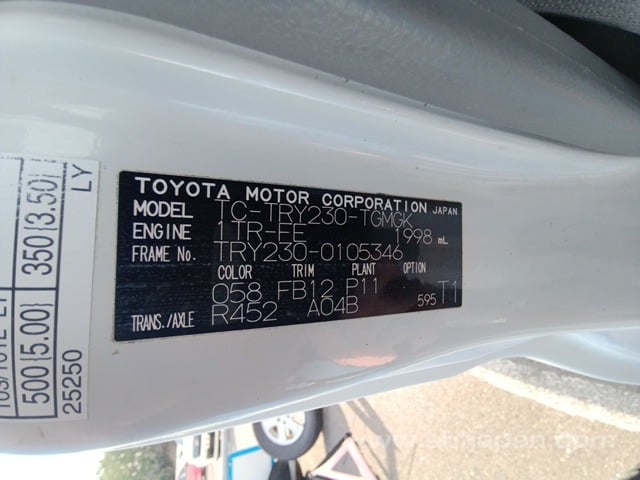 TOYOTA MOTOR CORPORATION JAPAN
MODEL TC-TRY230-TGMGK
ENGINE 1TR-FE 1998 mL
FRAME No. TRY230-0105346
COLOR TRIM PLANT OPTION
058 FB12 P11 595 T1
TRANS./AXLE R452 A04B
500{5.00} 350{3.50}
25250 LY